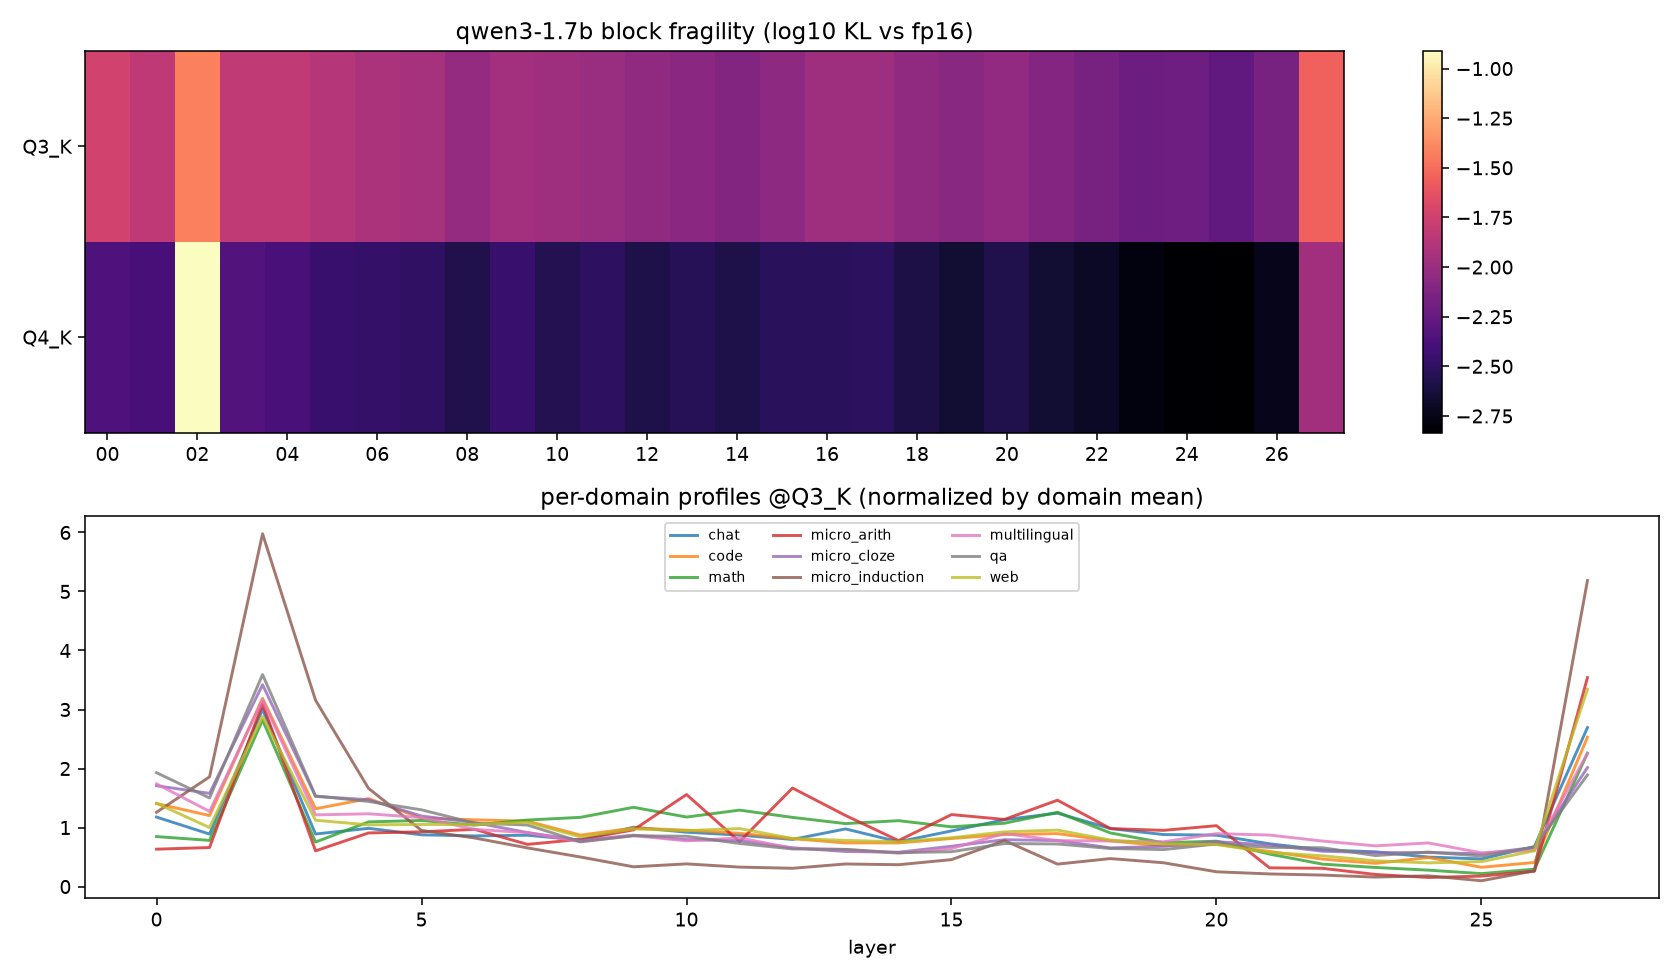 qwen3-1.7b block fragility (log10 KL vs fp16)
Q3_K
Q4_K
00 02 04 06 08 10 12 14 16 18 20 22 24 26
−1.00
−1.25
−1.50
−1.75
−2.00
−2.25
−2.50
−2.75
per-domain profiles @Q3_K (normalized by domain mean)
chat micro_arith multilingual
code micro_cloze qa
math micro_induction web
6
5
4
3
2
1
0
0 5 10 15 20 25
layer